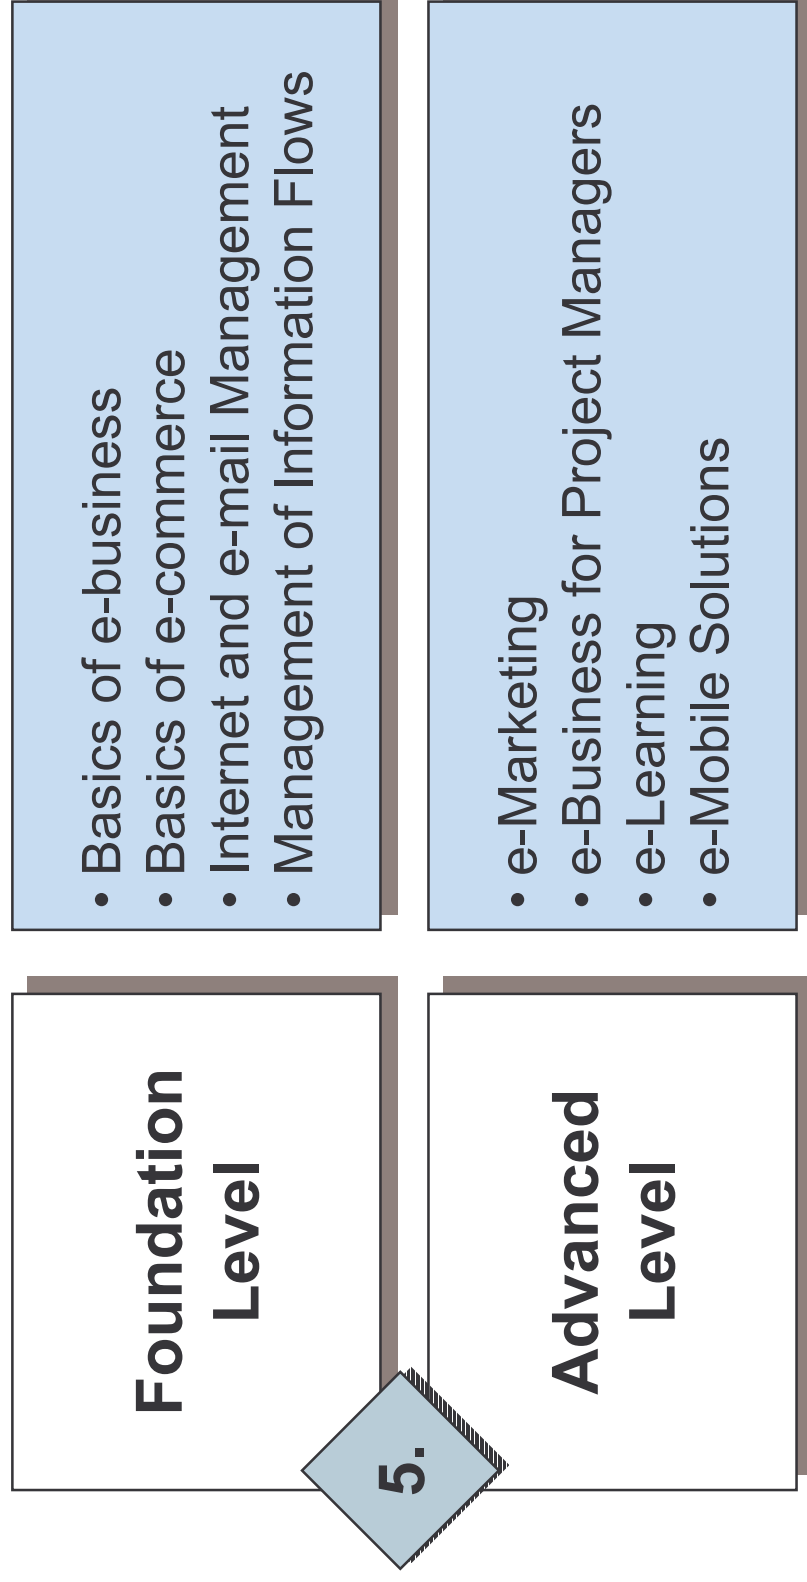 Foundation
Level
• Basics of e-business
• Basics of e-commerce
• Internet and e-mail Management
• Management of Information Flows
5.
Advanced
Level
• e-Marketing
• e-Business for Project Managers
• e-Learning
• e-Mobile Solutions